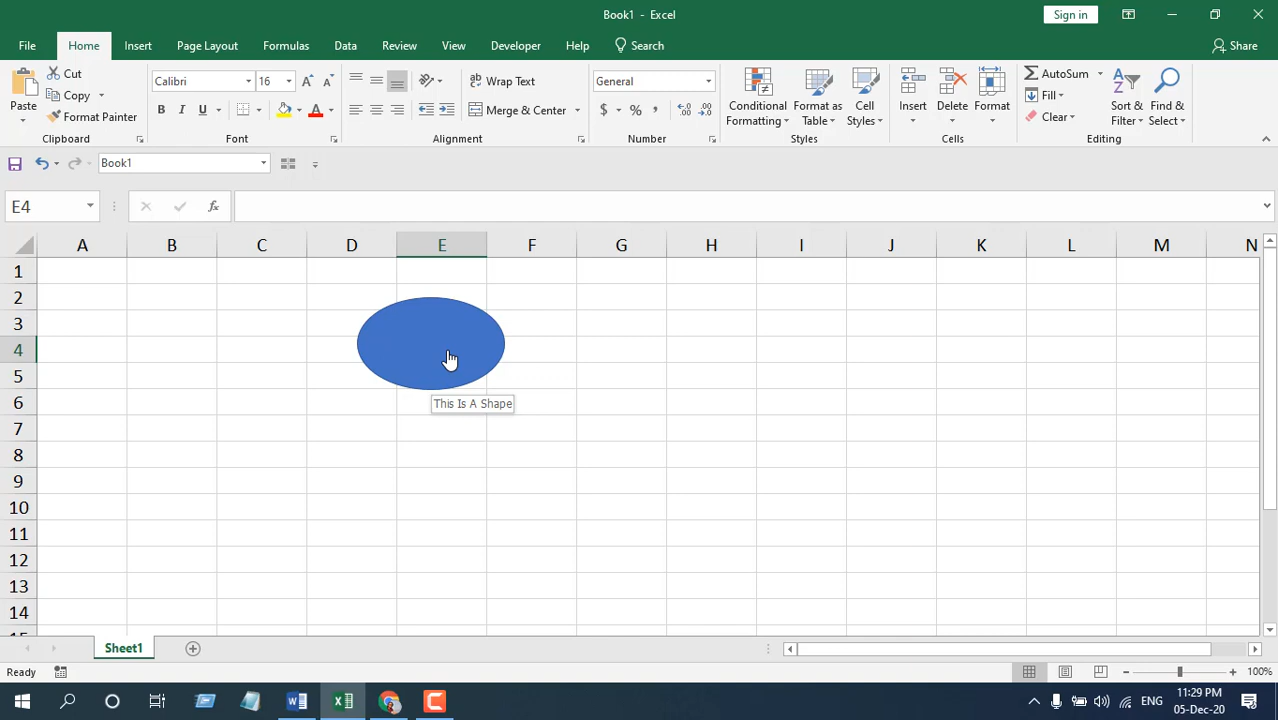 Book1 - Excel
Sign in
File Home Insert Page Layout Formulas Data Review View Developer Help Search Share
Paste
Cut
Copy
Format Painter
Clipboard
Calibri 16
B I U
Font
Wrap Text
Merge & Center
Alignment
General
$ % ,
Number
Conditional Formatting
Format as Table
Cell Styles
Styles
Insert
Delete
Format
Cells
AutoSum
Fill
Clear
Sort & Filter
Find & Select
Editing
Book1
E4
fx
A B C D E F G H I J K L M N
1
2
3
4
5
6
This Is A Shape
7
8
9
10
11
12
13
14
15
Sheet1
Ready
100%
ENG
11:29 PM
05-Dec-20